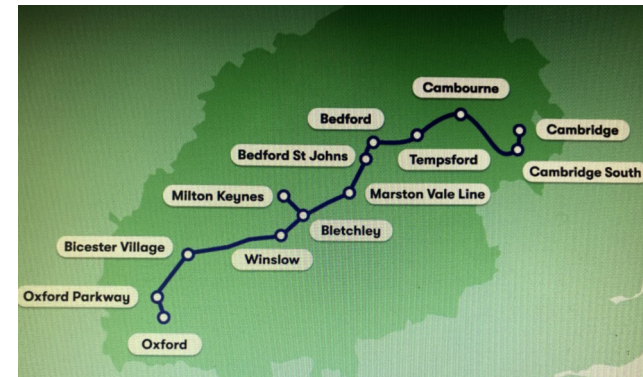 Cambourne
Bedford
Cambridge
Bedford St Johns
Tempsford
Cambridge South
Milton Keynes
Marston Vale Line
Bletchley
Bicester Village
Winslow
Oxford Parkway
Oxford